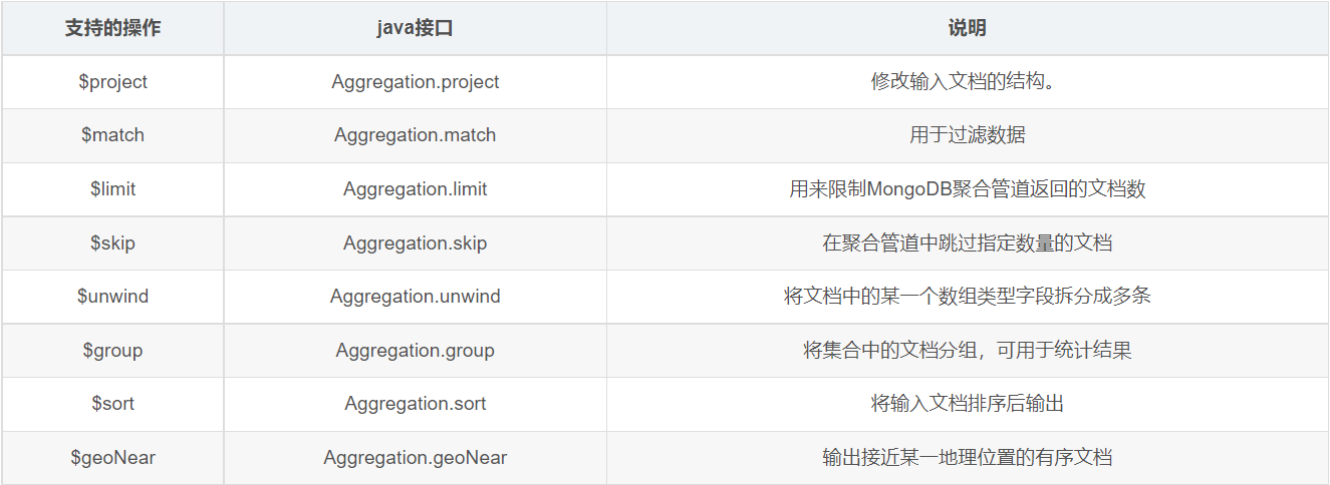 支持的操作 java接口 说明
$project Aggregation.project 修改输入文档的结构。
$match Aggregation.match 用于过滤数据
$limit Aggregation.limit 用来限制MongoDB聚合管道返回的文档数
$skip Aggregation.skip 在聚合管道中跳过指定数量的文档
$unwind Aggregation.unwind 将文档中的某一个数组类型字段拆分成多条
$group Aggregation.group 将集合中的文档分组，可用于统计结果
$sort Aggregation.sort 将输入文档排序后输出
$geoNear Aggregation.geoNear 输出接近某一地理位置的有序文档